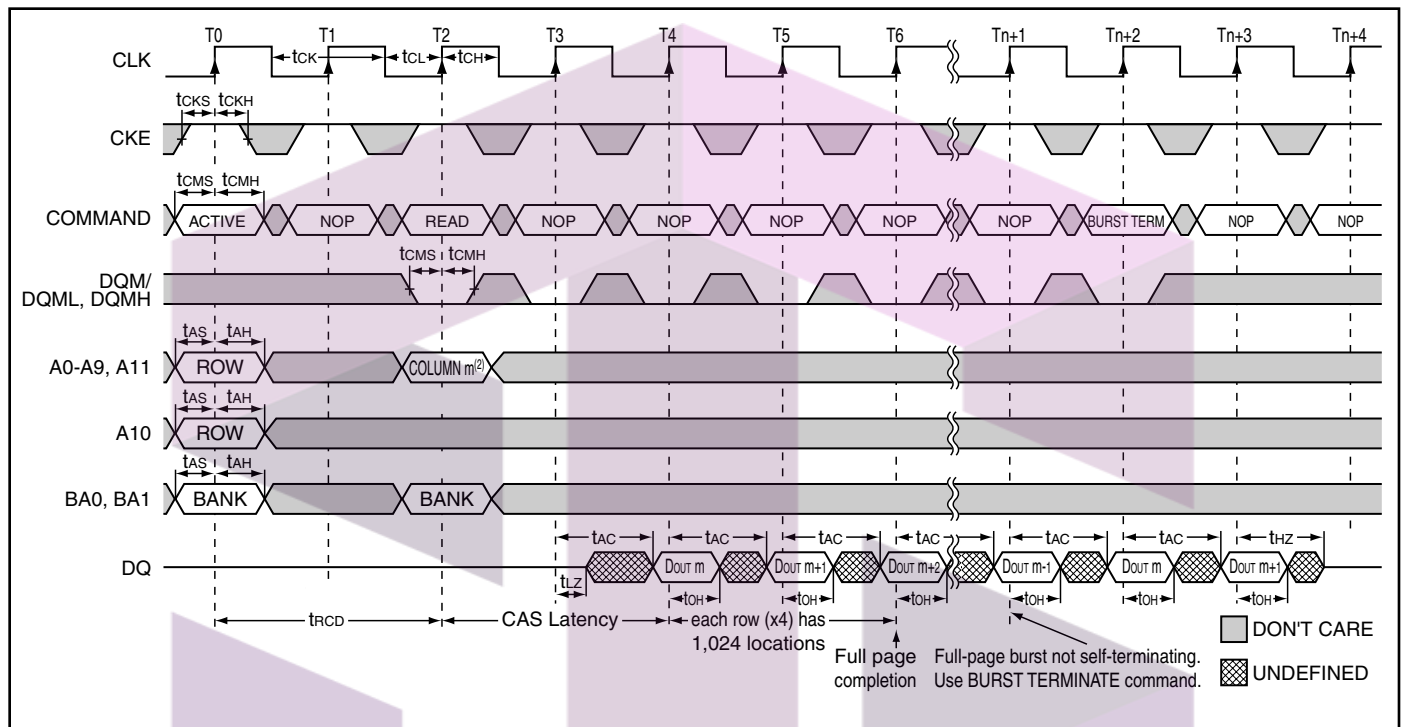 T0 T1 T2 T3 T4 T5 T6 Tn+1 Tn+2 Tn+3 Tn+4
CLK tCK tCL tCH
tCKS tCKH
CKE
tCMS tCMH
COMMAND ACTIVE NOP READ NOP NOP NOP NOP NOP BURST TERM NOP NOP
tCMS tCMH
DQM/
DQML, DQMH
tAS tAH
A0-A9, A11 ROW COLUMN m(2)
tAS tAH
A10 ROW
tAS tAH
BA0, BA1 BANK BANK
tAC tAC tAC tAC tAC tAC tHZ
DQ DOUT m DOUT m+1 DOUT m+2 DOUT m-1 DOUT m DOUT m+1
tLZ tOH tOH tOH tOH tOH tOH
tRCD CAS Latency each row (x4) has
1,024 locations
Full page
completion
Full-page burst not self-terminating.
Use BURST TERMINATE command.
DON'T CARE
UNDEFINED